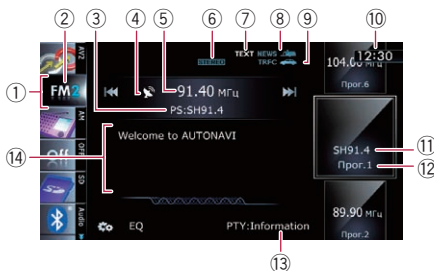 ② ③ ④ ⑤ ⑥ ⑦ ⑧ ⑨ ⑩
TEXT NEWS
TRFC
12:30
AV2
104.00 МГц
Прог.6
① FM2
91.40 МГц
PS:SH91.4
AM
Welcome to AUTONAVI
⑭
OFF
Off
SH91.4 ⑪
Прог.1 ⑫
SD
89.90 МГц
Audio
EQ
PTY:Information
Прог.2
⑬